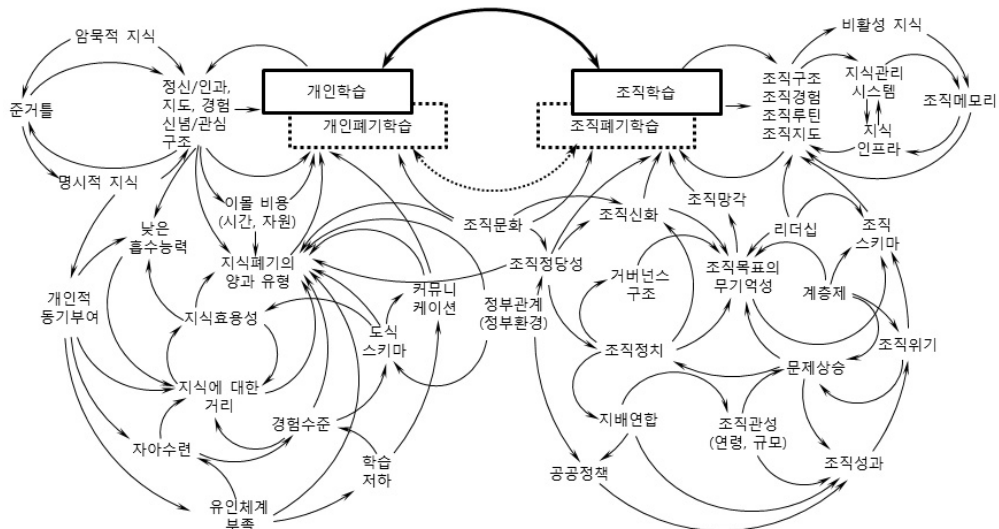 암묵적 지식
준거틀
정신/인과,
지도, 경험
신념/관심
구조
명시적 지식
개인학습
개인폐기학습
조직학습
조직폐기학습
비활성 지식
조직구조
조직경험
조직루틴
조직지도
지식관리
시스템
조직메모리
지식
인프라
이몰 비용
(시간, 자원)
낮은
흡수능력
지식폐기의
양과 유형
개인적
동기부여
지식효용성
지식에 대한
거리
자아수련
경험수준
유인체계
부족
학습
저하
도식
스키마
커뮤니
케이션
조직문화
조직정당성
정부관계
(정부환경)
조직신화
조직망각
거버넌스
구조
조직목표의
무기역성
리더십
조직
스키마
계층제
조직위기
조직정치
문제상승
지배연합
조직관성
(연령, 규모)
공공정책
조직성과